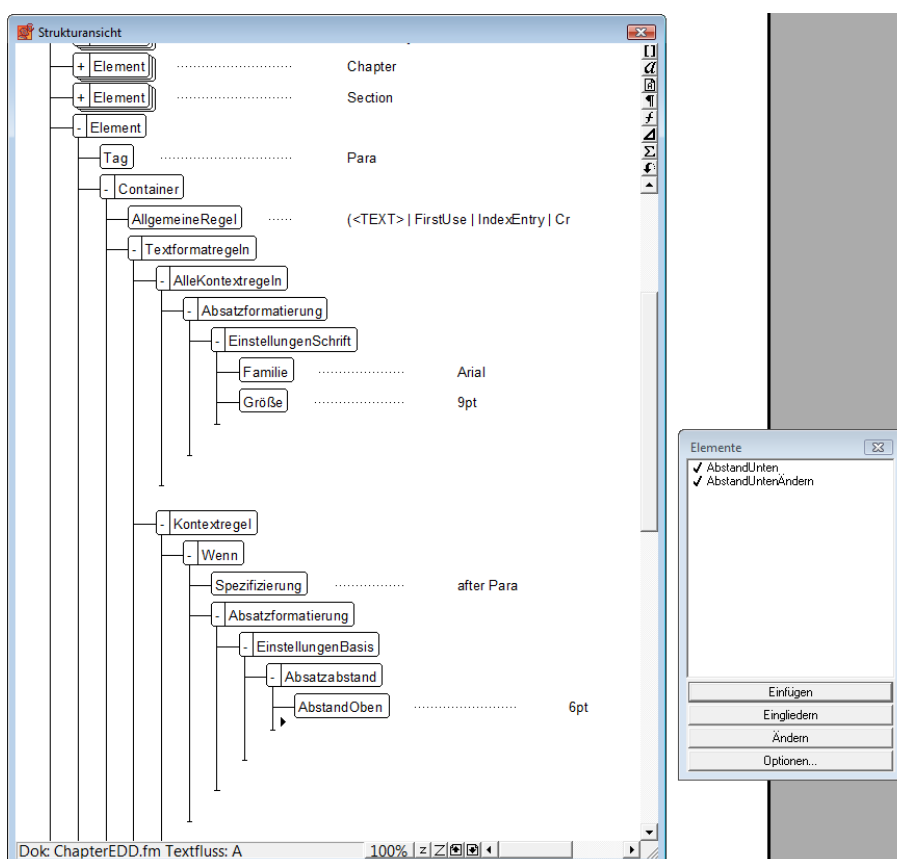 Strukturansicht
+ Element Chapter
+ Element Section
- Element
Tag Para
- Container
AllgemeineRegel (<TEXT> | FirstUse | IndexEntry | Cr
- Textformatregeln
- AlleKontextregeln
- Absatzformatierung
- EinstellungenSchrift
Familie Arial
Größe 9pt
- Kontextregel
- Wenn
Spezifizierung after Para
- Absatzformatierung
- EinstellungenBasis
- Absatzabstand
AbstandOben 6pt
Dok: ChapterEDD.fm Textfluss: A 100%
Elemente
AbstandUnten
AbstandUntenÄndern
Einfügen
Eingliedern
Ändern
Optionen...